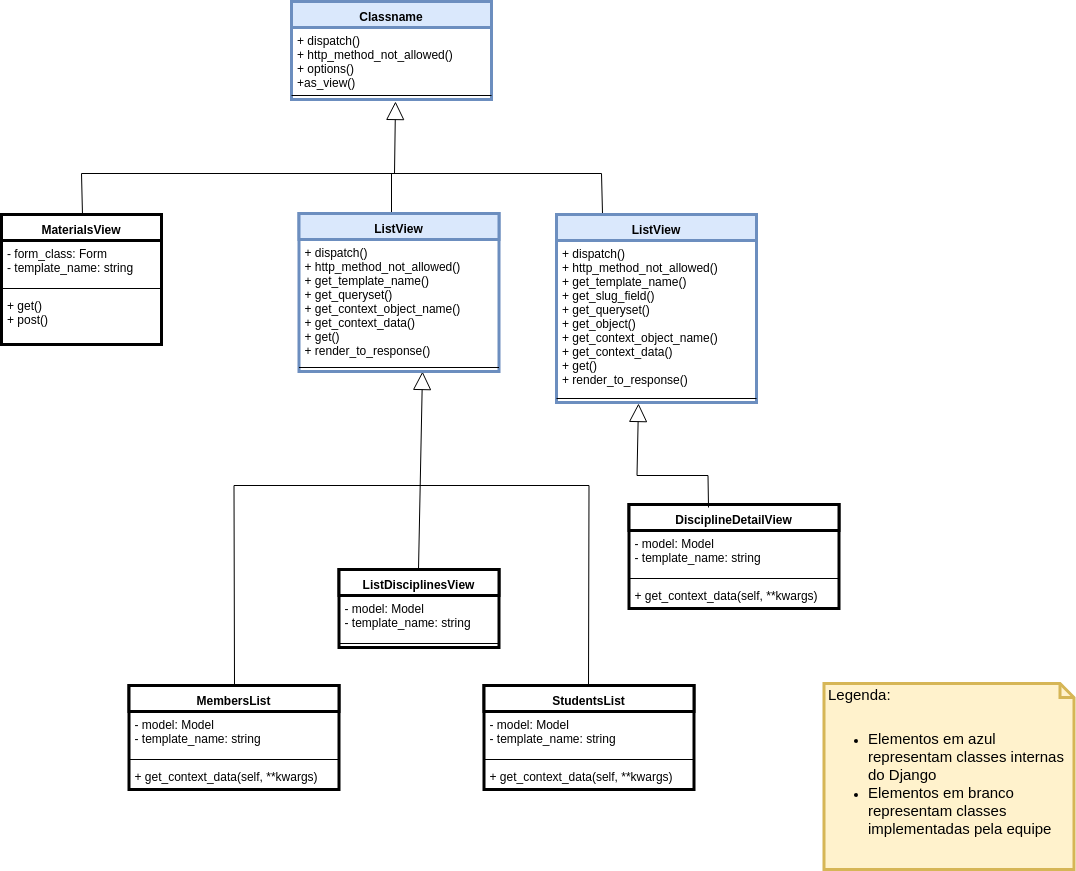 Classname
+ dispatch()
+ http_method_not_allowed()
+ options()
+as_view()
MaterialsView
- form_class: Form
- template_name: string
+ get()
+ post()
ListView
+ dispatch()
+ http_method_not_allowed()
+ get_template_name()
+ get_queryset()
+ get_context_object_name()
+ get_context_data()
+ get()
+ render_to_response()
ListView
+ dispatch()
+ http_method_not_allowed()
+ get_template_name()
+ get_slug_field()
+ get_queryset()
+ get_object()
+ get_context_object_name()
+ get_context_data()
+ get()
+ render_to_response()
DisciplineDetailView
- model: Model
- template_name: string
+ get_context_data(self, **kwargs)
ListDisciplinesView
- model: Model
- template_name: string
MembersList
- model: Model
- template_name: string
+ get_context_data(self, **kwargs)
StudentsList
- model: Model
- template_name: string
+ get_context_data(self, **kwargs)
Legenda:
• Elementos em azul
representam classes internas
do Django
• Elementos em branco
representam classes
implementadas pela equipe